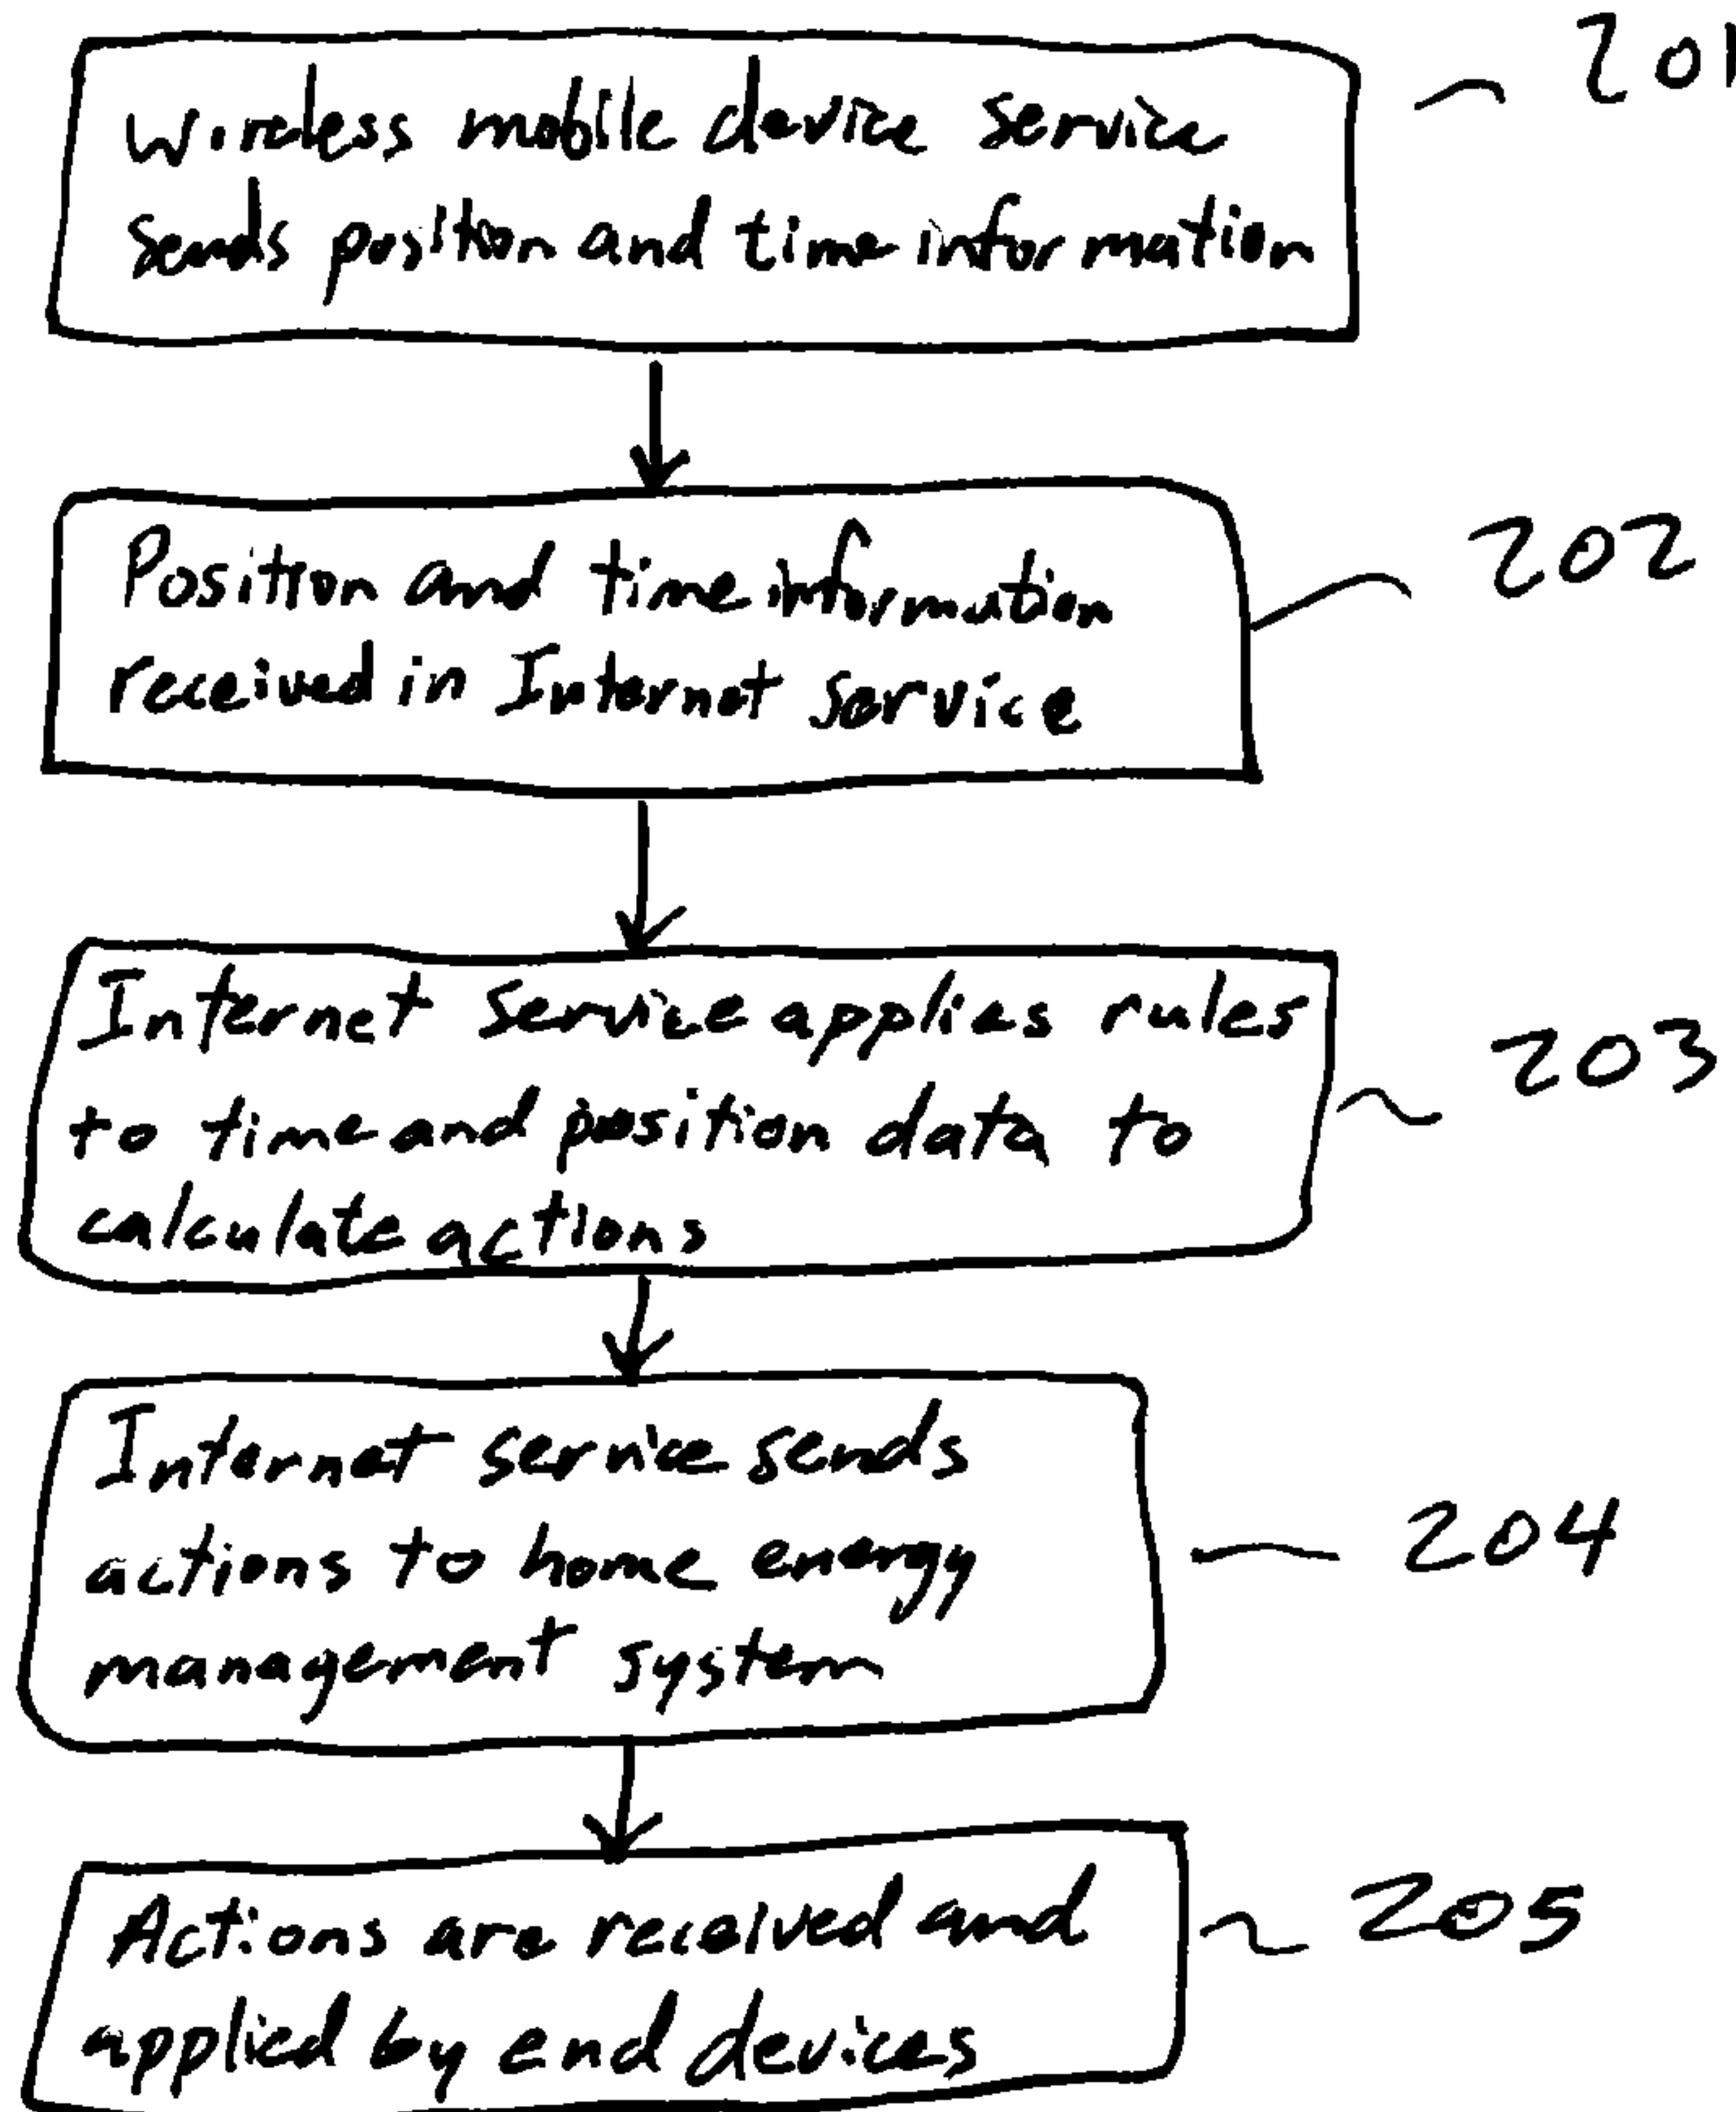 Wireless mobile device service
201
sends position and time information
Position and time information
202
received in Internet service
Internet service applies rules
203
to time and position data to
calculate actions
Internet service sends
actions to home energy
204
management system
Actions are received and
205
applied by end devices